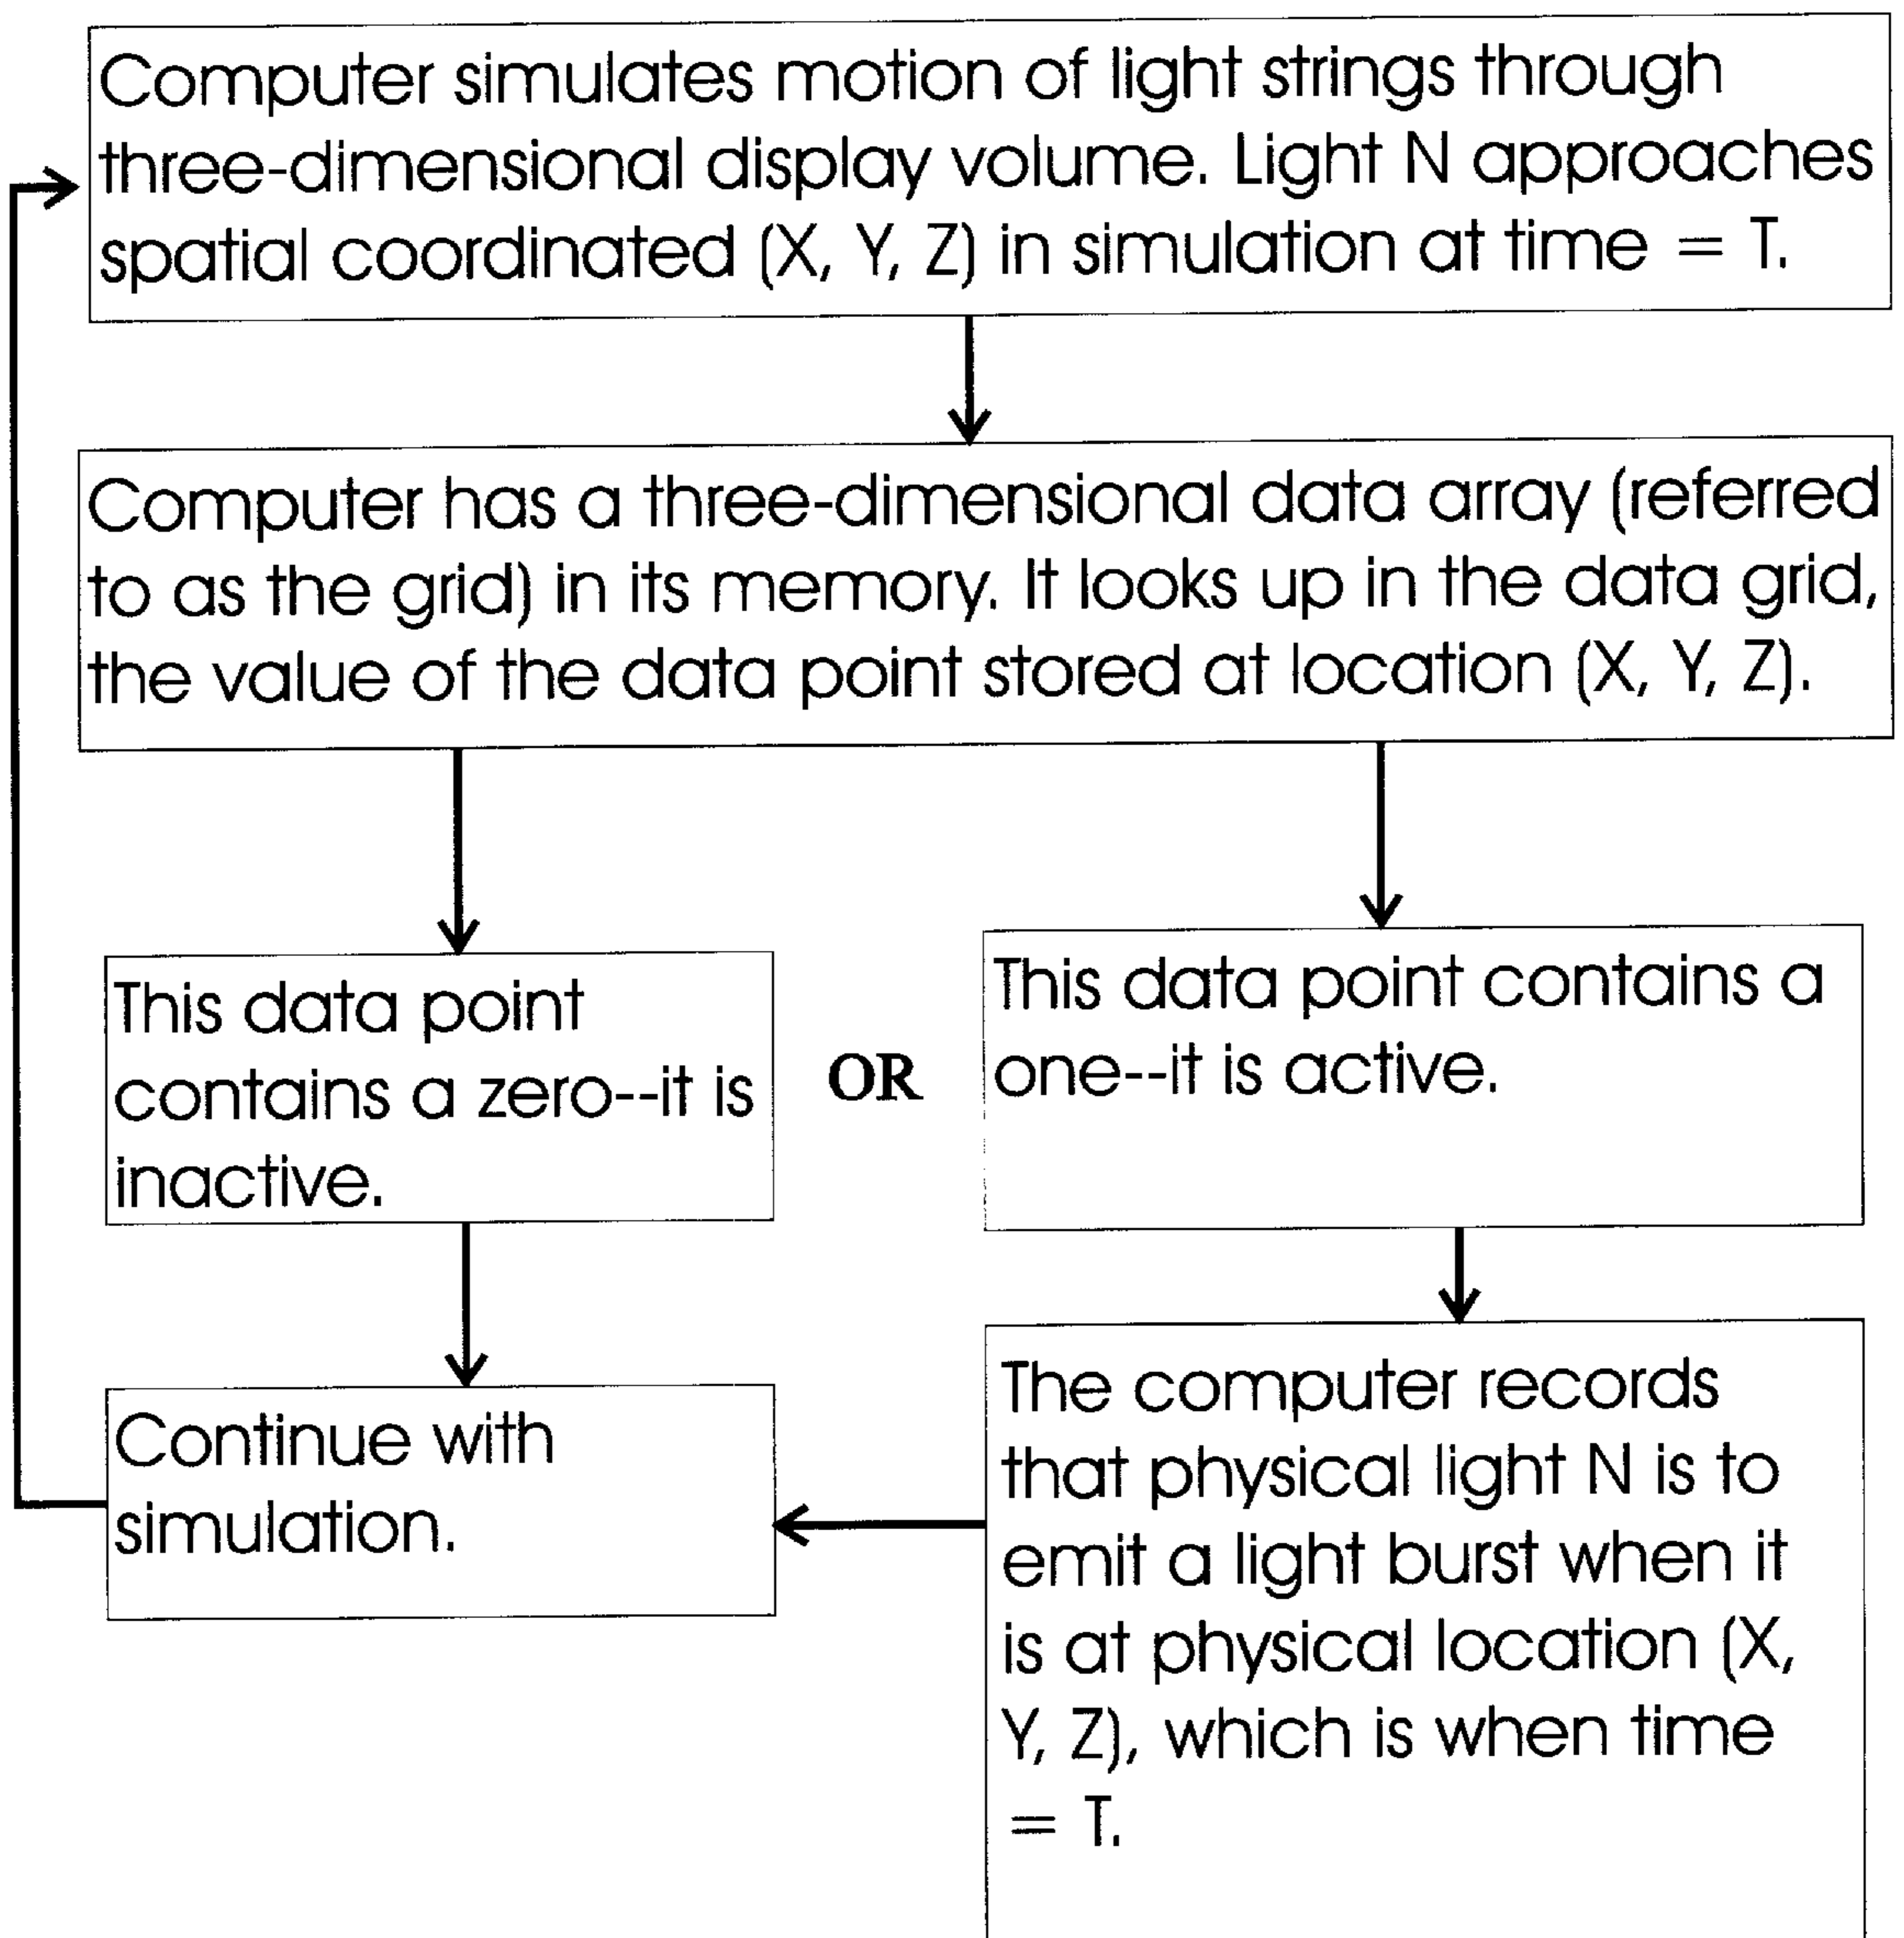 Computer simulates motion of light strings through
three-dimensional display volume. Light N approaches
spatial coordinated (X, Y, Z) in simulation at time = T.
Computer has a three-dimensional data array (referred
to as the grid) in its memory. It looks up in the data grid,
the value of the data point stored at location (X, Y, Z).
This data point
contains a zero--it is
inactive.
OR
This data point contains a
one--it is active.
Continue with
simulation.
The computer records
that physical light N is to
emit a light burst when it
is at physical location (X,
Y, Z), which is when time
= T.